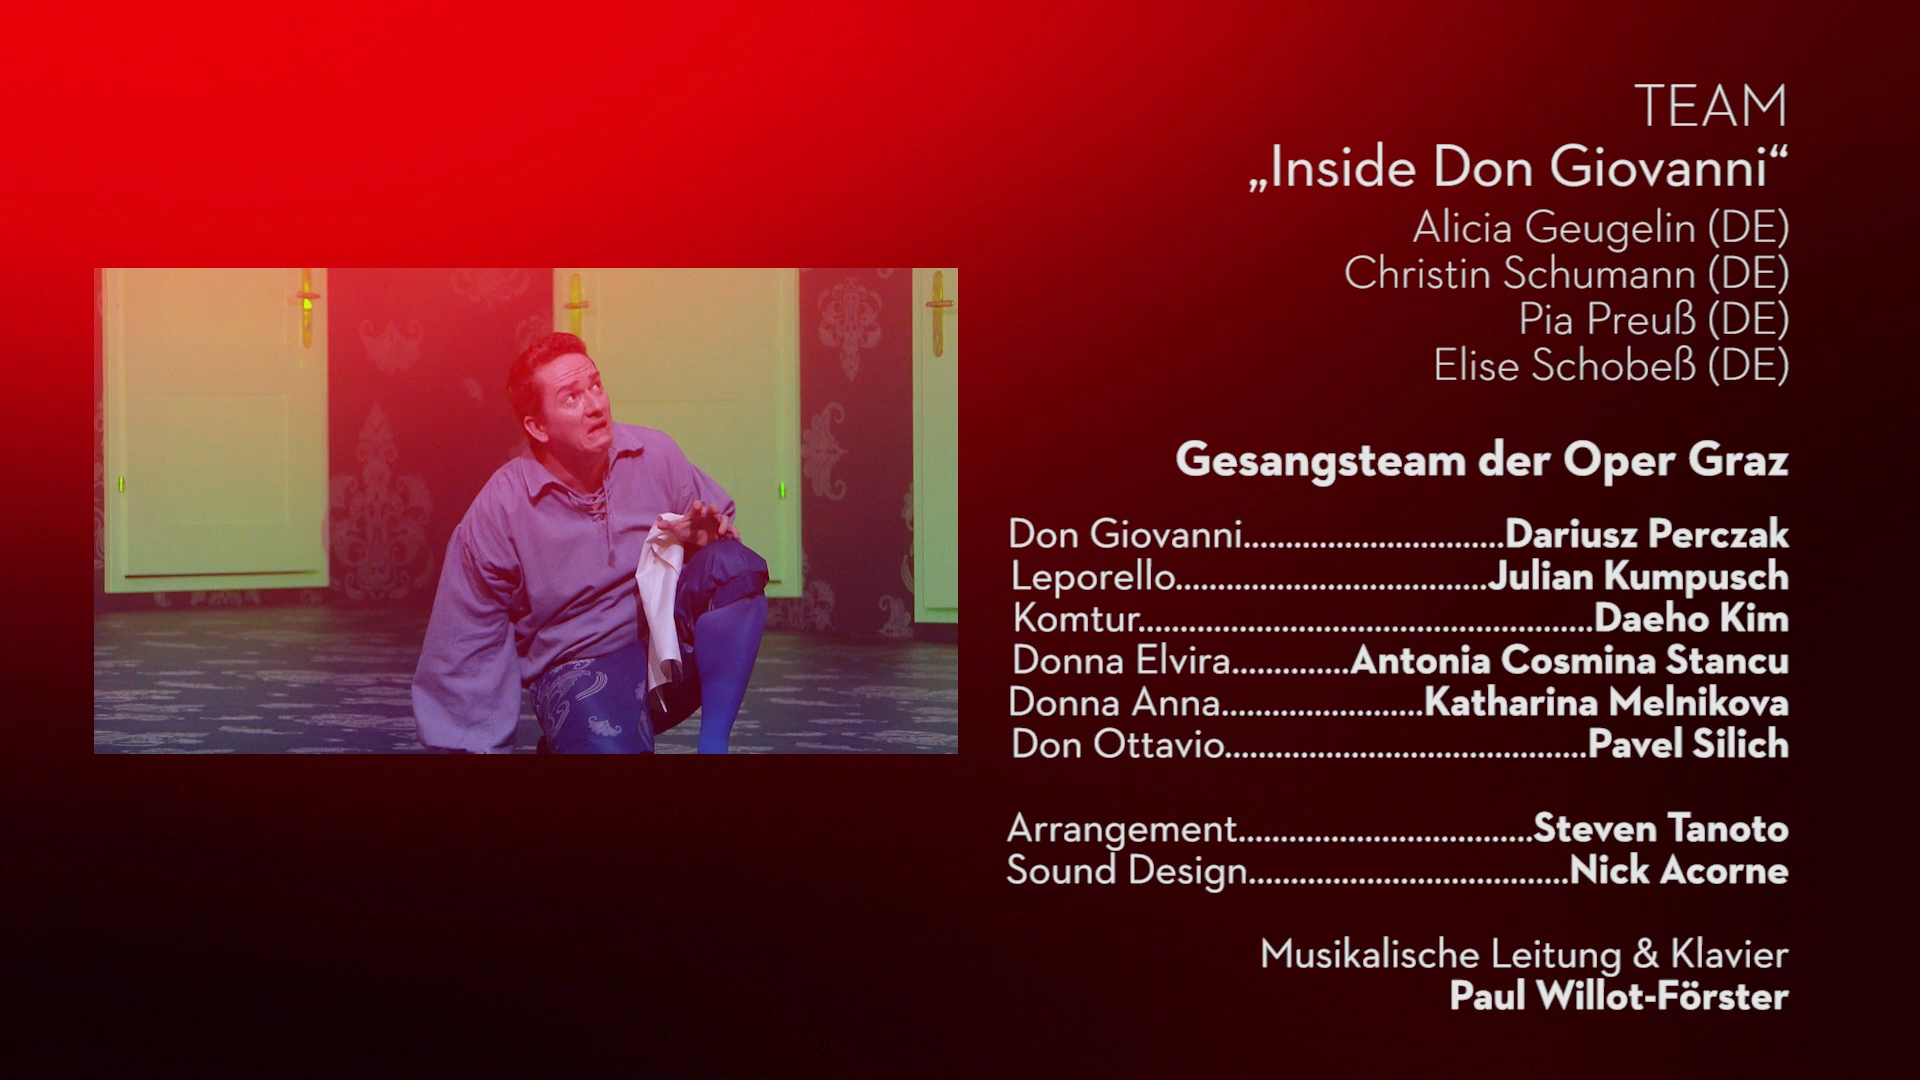 TEAM
„Inside Don Giovanni“
Alicia Geugelin (DE)
Christin Schumann (DE)
Pia Preuß (DE)
Elise Schobeß (DE)
Gesangsteam der Oper Graz
Don Giovanni...............................Dariusz Perczak
Leporello.....................................Julian Kumpusch
Komtur......................................................Daeho Kim
Donna Elvira..............Antonia Cosmina Stancu
Donna Anna........................Katharina Melnikova
Don Ottavio...........................................Pavel Silich
Arrangement...................................Steven Tanoto
Sound Design......................................Nick Acorne
Musikalische Leitung & Klavier
Paul Willot-Förster